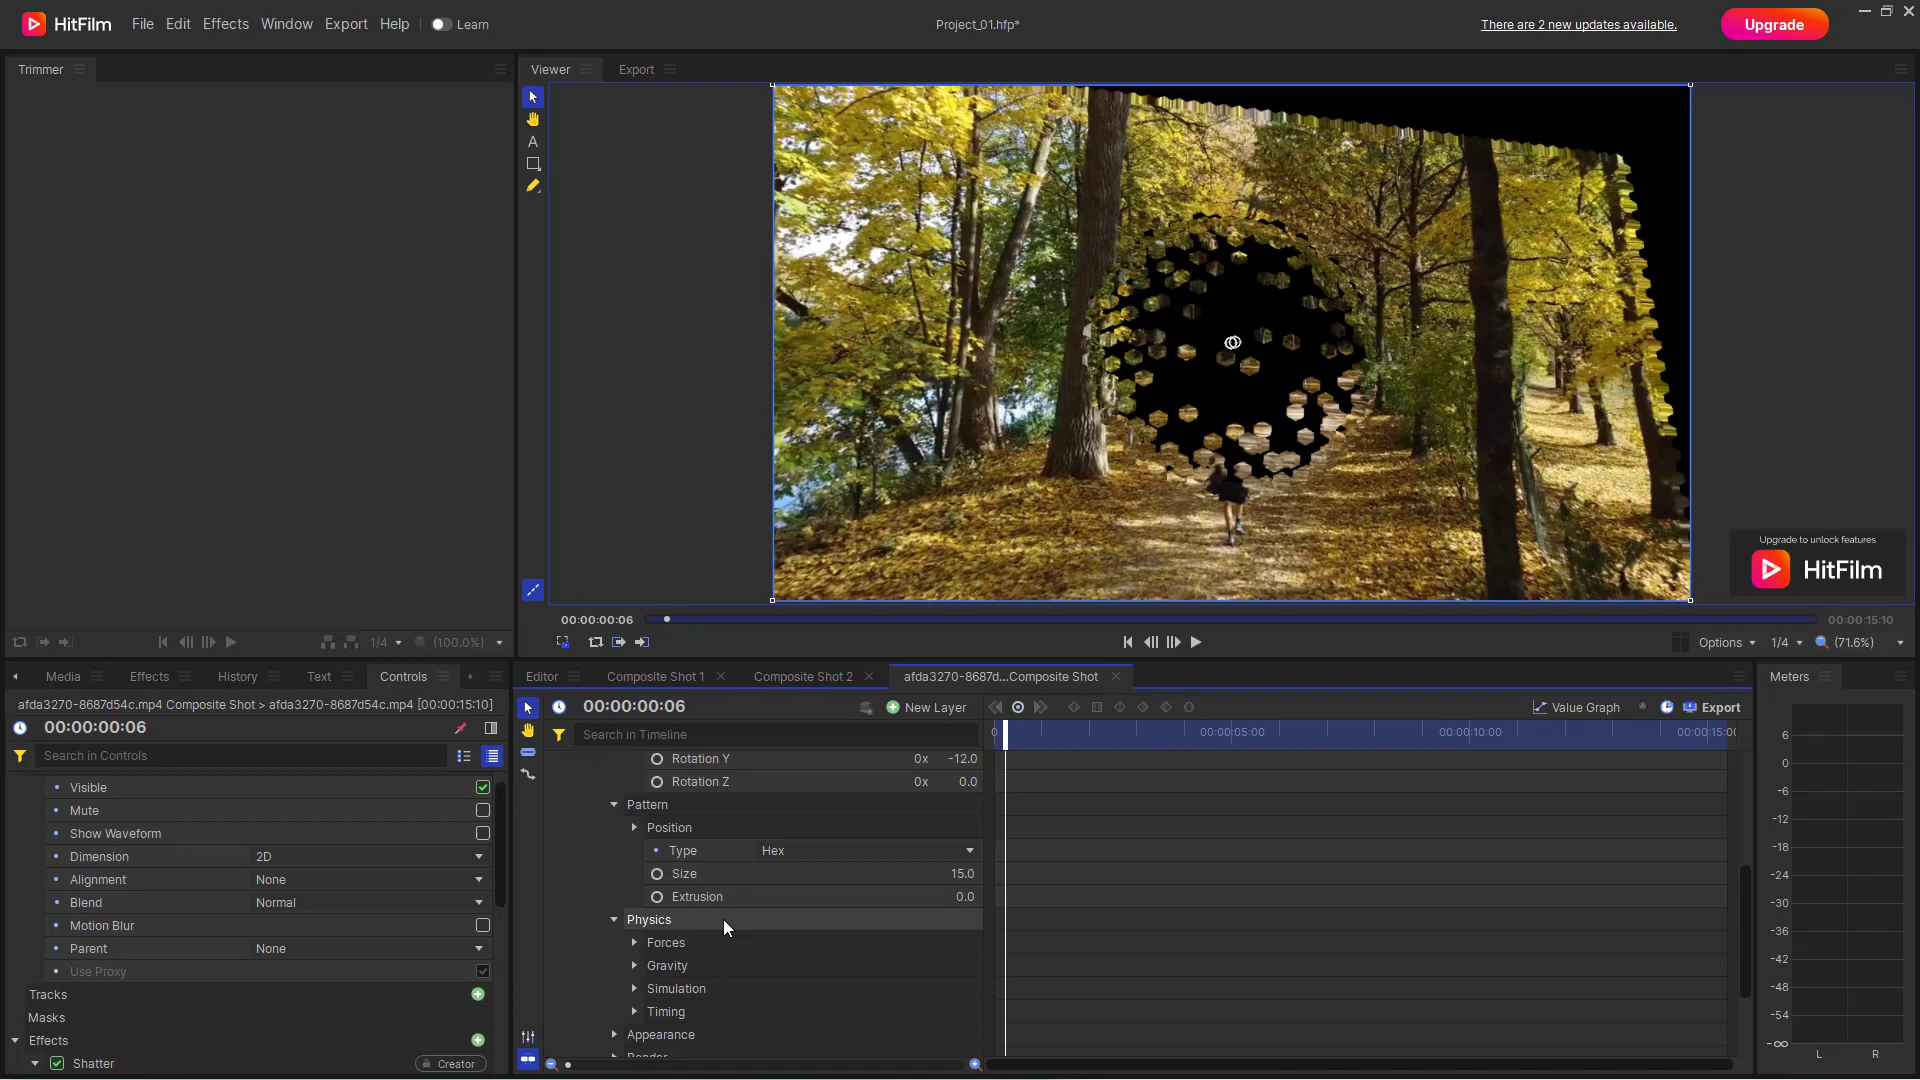 HitFilm File Edit Effects Window Export Help Learn Project_01.hfp* There are 2 new updates available. Upgrade
Trimmer
Viewer Export
A
Upgrade to unlock features
HitFilm
00:00:00:06 00:00:15:10
1/4 (100.0%)
Options 1/4 (71.6%)
Media Effects History Text Controls
afda3270-8687d54c.mp4 Composite Shot > afda3270-8687d54c.mp4 [00:00:15:10]
00:00:00:06
Search in Controls
Visible
Mute
Show Waveform
Dimension 2D
Alignment None
Blend Normal
Motion Blur
Parent None
Use Proxy
Tracks
Masks
Effects
Shatter Creator
Editor Composite Shot 1 Composite Shot 2 afda3270-8687d...Composite Shot
00:00:00:06 New Layer Value Graph Export
Search in Timeline
0 00:00:05:00 00:00:10:00 00:00:15:0
Rotation Y 0x -12.0
Rotation Z 0x 0.0
Pattern
Position
Type Hex
Size 15.0
Extrusion 0.0
Physics
Forces
Gravity
Simulation
Timing
Appearance
Render
Meters
6
0
-6
-12
-18
-24
-30
-36
-42
-48
-54
-∞
L R